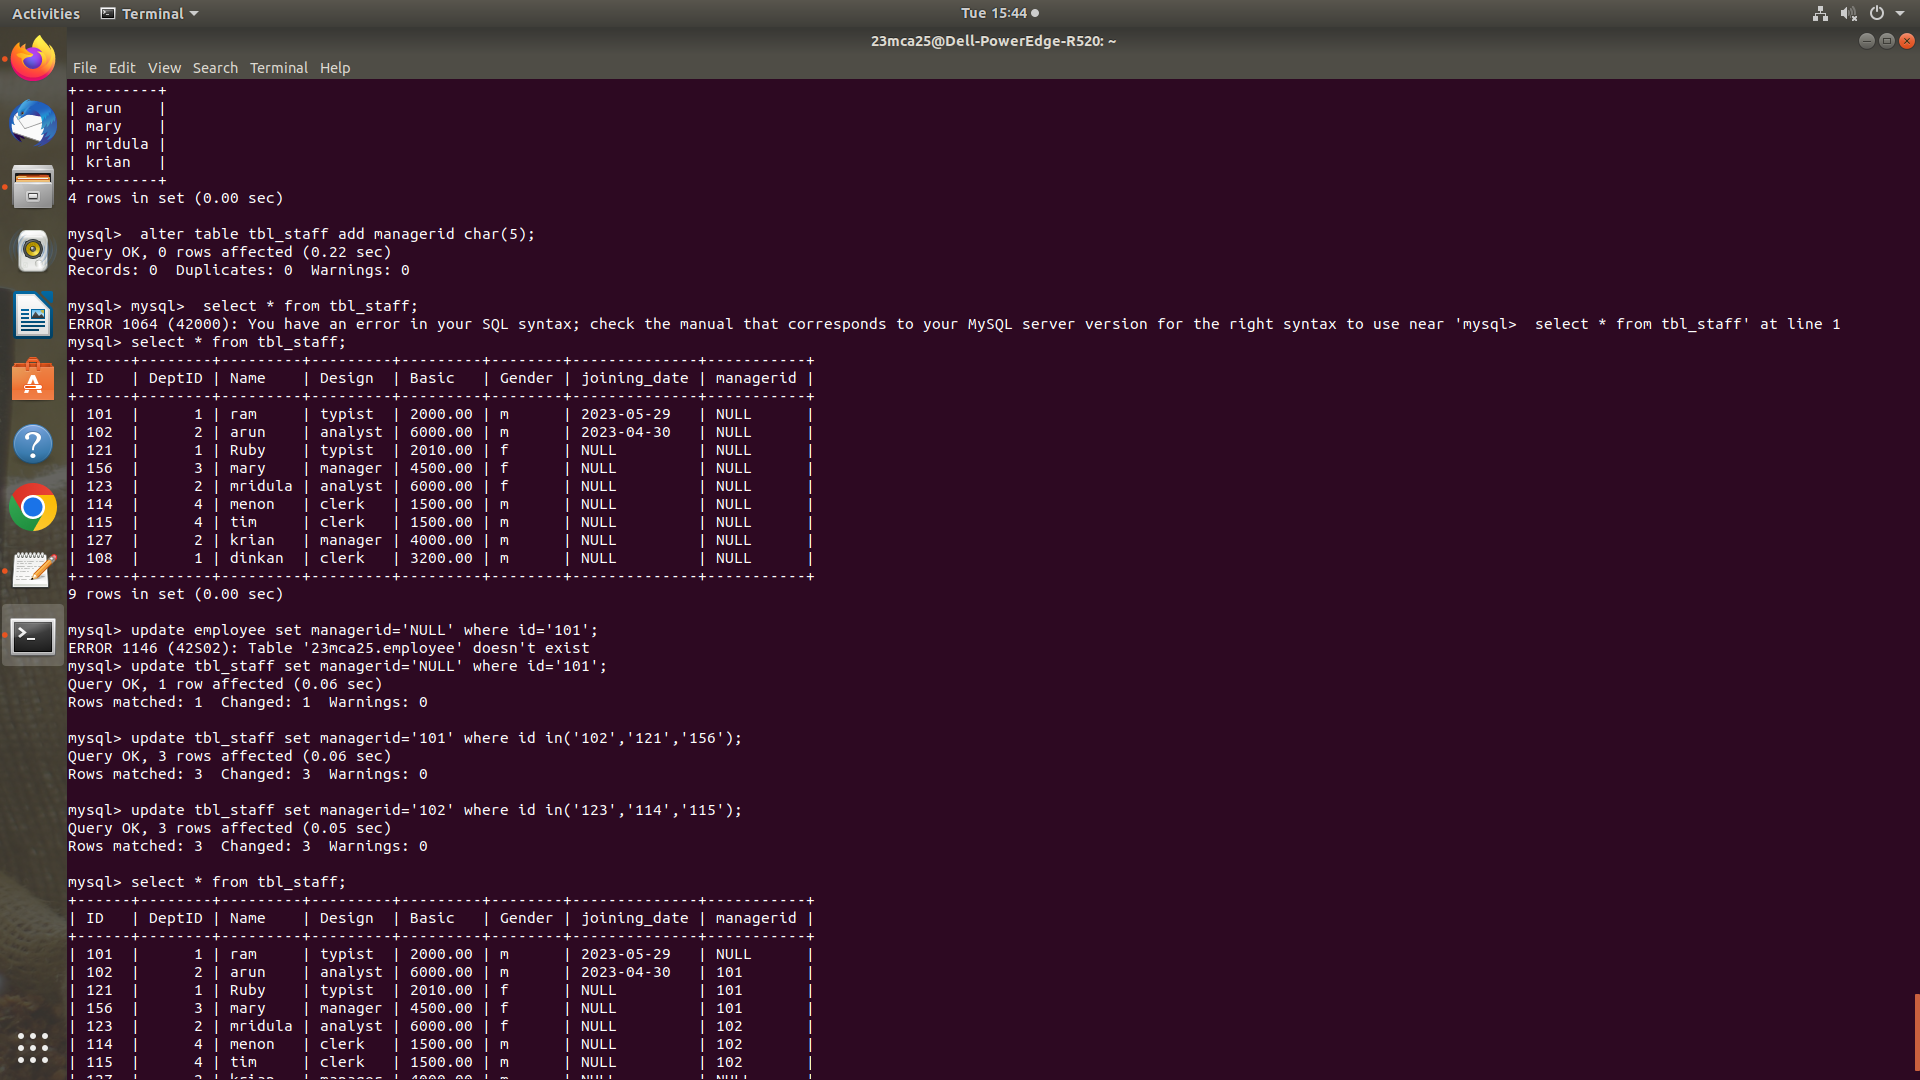 Activities Terminal Tue 15:44
23mca25@Dell-PowerEdge-R520: ~
File Edit View Search Terminal Help
+---------+
| arun    |
| mary    |
| mridula |
| krian   |
+---------+
4 rows in set (0.00 sec)

mysql>  alter table tbl_staff add managerid char(5);
Query OK, 0 rows affected (0.22 sec)
Records: 0  Duplicates: 0  Warnings: 0

mysql> mysql>  select * from tbl_staff;
ERROR 1064 (42000): You have an error in your SQL syntax; check the manual that corresponds to your MySQL server version for the right syntax to use near 'mysql>  select * from tbl_staff' at line 1
mysql> select * from tbl_staff;
+------+--------+---------+---------+---------+--------+--------------+-----------+
| ID   | DeptID | Name    | Design  | Basic   | Gender | joining_date | managerid |
+------+--------+---------+---------+---------+--------+--------------+-----------+
| 101  |      1 | ram     | typist  | 2000.00 | m      | 2023-05-29   | NULL      |
| 102  |      2 | arun    | analyst | 6000.00 | m      | 2023-04-30   | NULL      |
| 121  |      1 | Ruby    | typist  | 2010.00 | f      | NULL         | NULL      |
| 156  |      3 | mary    | manager | 4500.00 | f      | NULL         | NULL      |
| 123  |      2 | mridula | analyst | 6000.00 | f      | NULL         | NULL      |
| 114  |      4 | menon   | clerk   | 1500.00 | m      | NULL         | NULL      |
| 115  |      4 | tim     | clerk   | 1500.00 | m      | NULL         | NULL      |
| 127  |      2 | krian   | manager | 4000.00 | m      | NULL         | NULL      |
| 108  |      1 | dinkan  | clerk   | 3200.00 | m      | NULL         | NULL      |
+------+--------+---------+---------+---------+--------+--------------+-----------+
9 rows in set (0.00 sec)

mysql> update employee set managerid='NULL' where id='101';
ERROR 1146 (42S02): Table '23mca25.employee' doesn't exist
mysql> update tbl_staff set managerid='NULL' where id='101';
Query OK, 1 row affected (0.06 sec)
Rows matched: 1  Changed: 1  Warnings: 0

mysql> update tbl_staff set managerid='101' where id in('102','121','156');
Query OK, 3 rows affected (0.06 sec)
Rows matched: 3  Changed: 3  Warnings: 0

mysql> update tbl_staff set managerid='102' where id in('123','114','115');
Query OK, 3 rows affected (0.05 sec)
Rows matched: 3  Changed: 3  Warnings: 0

mysql> select * from tbl_staff;
+------+--------+---------+---------+---------+--------+--------------+-----------+
| ID   | DeptID | Name    | Design  | Basic   | Gender | joining_date | managerid |
+------+--------+---------+---------+---------+--------+--------------+-----------+
| 101  |      1 | ram     | typist  | 2000.00 | m      | 2023-05-29   | NULL      |
| 102  |      2 | arun    | analyst | 6000.00 | m      | 2023-04-30   | 101       |
| 121  |      1 | Ruby    | typist  | 2010.00 | f      | NULL         | 101       |
| 156  |      3 | mary    | manager | 4500.00 | f      | NULL         | 101       |
| 123  |      2 | mridula | analyst | 6000.00 | f      | NULL         | 102       |
| 114  |      4 | menon   | clerk   | 1500.00 | m      | NULL         | 102       |
| 115  |      4 | tim     | clerk   | 1500.00 | m      | NULL         | 102       |